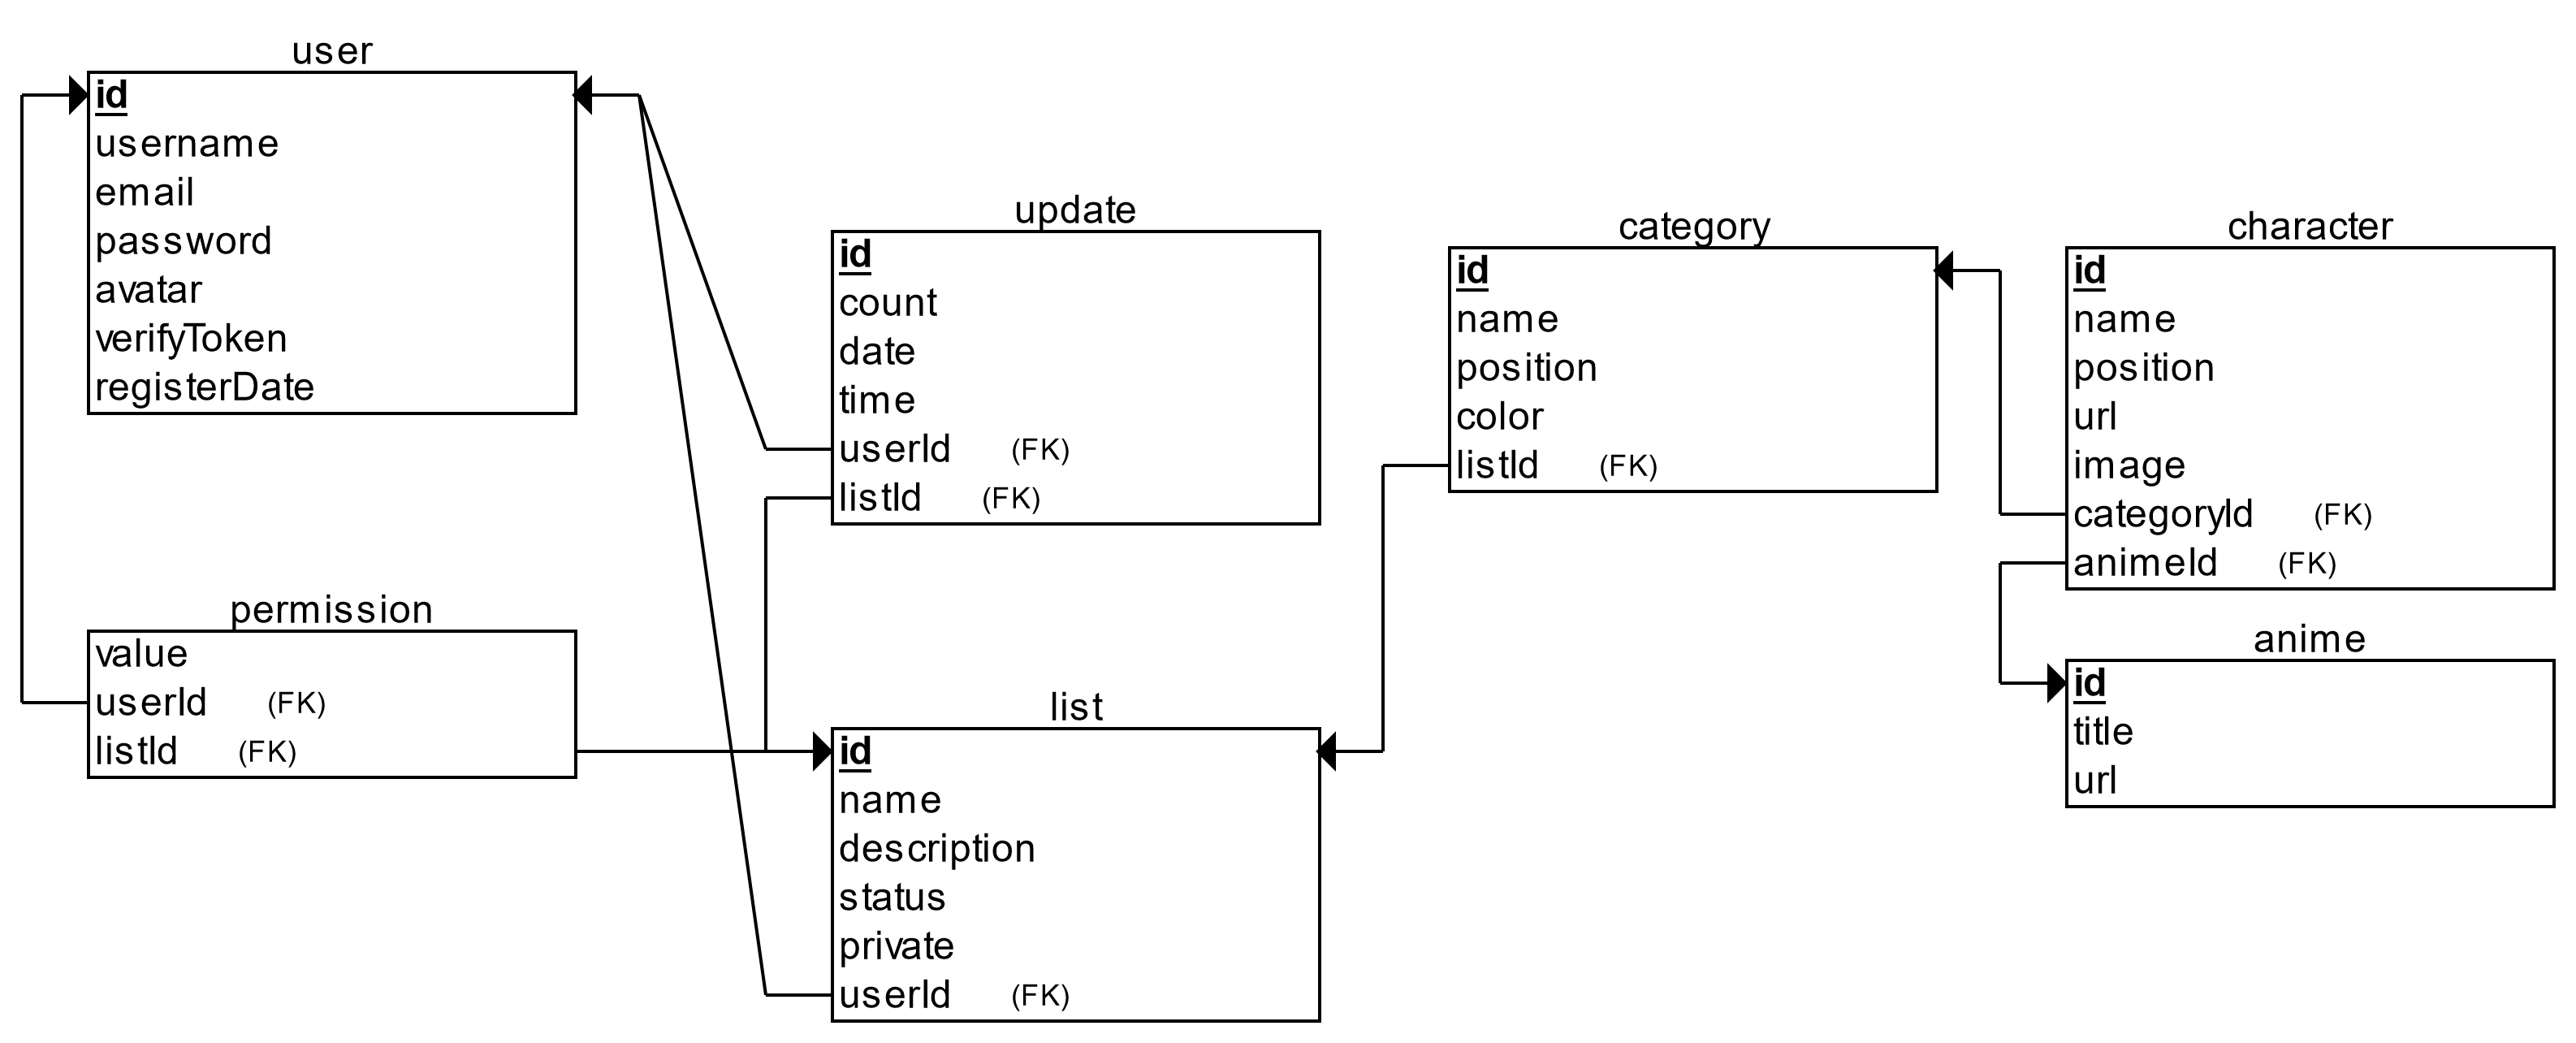 user
id
username
email
password
avatar
verifyToken
registerDate
permission
value
userId (FK)
listId (FK)
update
id
count
date
time
userId (FK)
listId (FK)
list
id
name
description
status
private
userId (FK)
category
id
name
position
color
listId (FK)
character
id
name
position
url
image
categoryId (FK)
animeId (FK)
anime
id
title
url